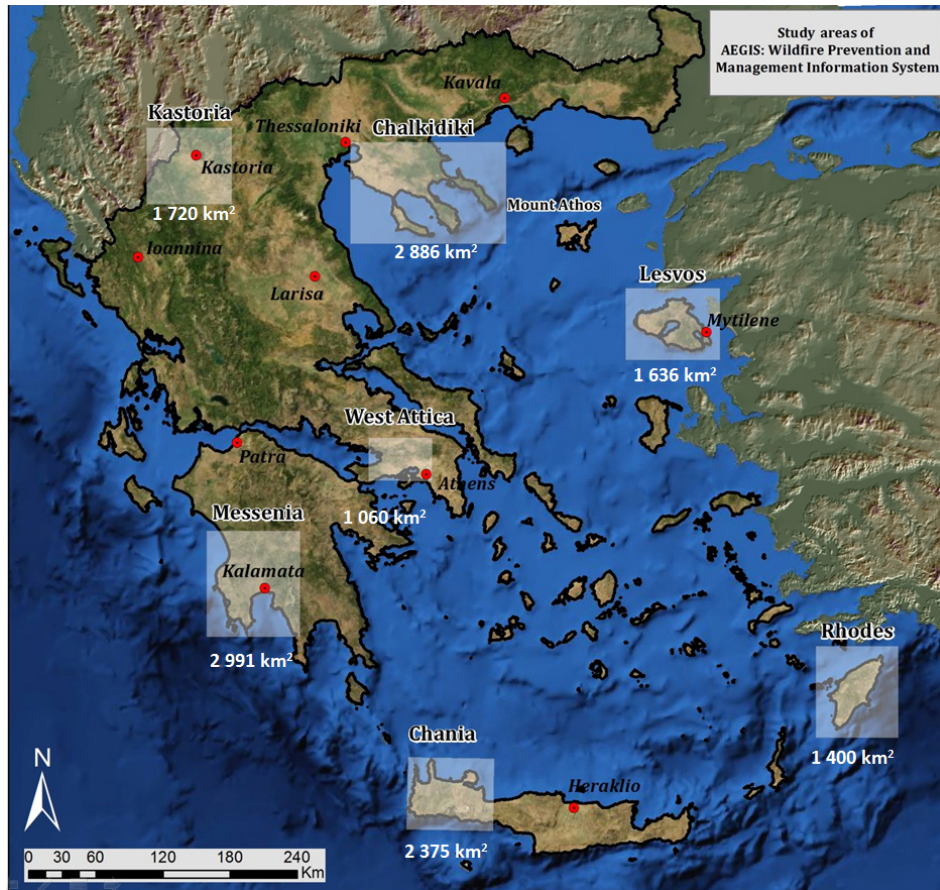 Study areas of
AEGIS: Wildfire Prevention and
Management Information System
Kavala
Kastoria
Thessaloniki
Chalkidiki
Kastoria
Mount Athos
1 720 km²
2 886 km²
Ioannina
Larisa
Lesvos
Mytilene
1 636 km²
West Attica
Patra
Athens
Messenia
1 060 km²
Kalamata
Rhodes
2 991 km²
Chania
1 400 km²
N
Heraklio
2 375 km²
0 30 60 120 180 240
Km